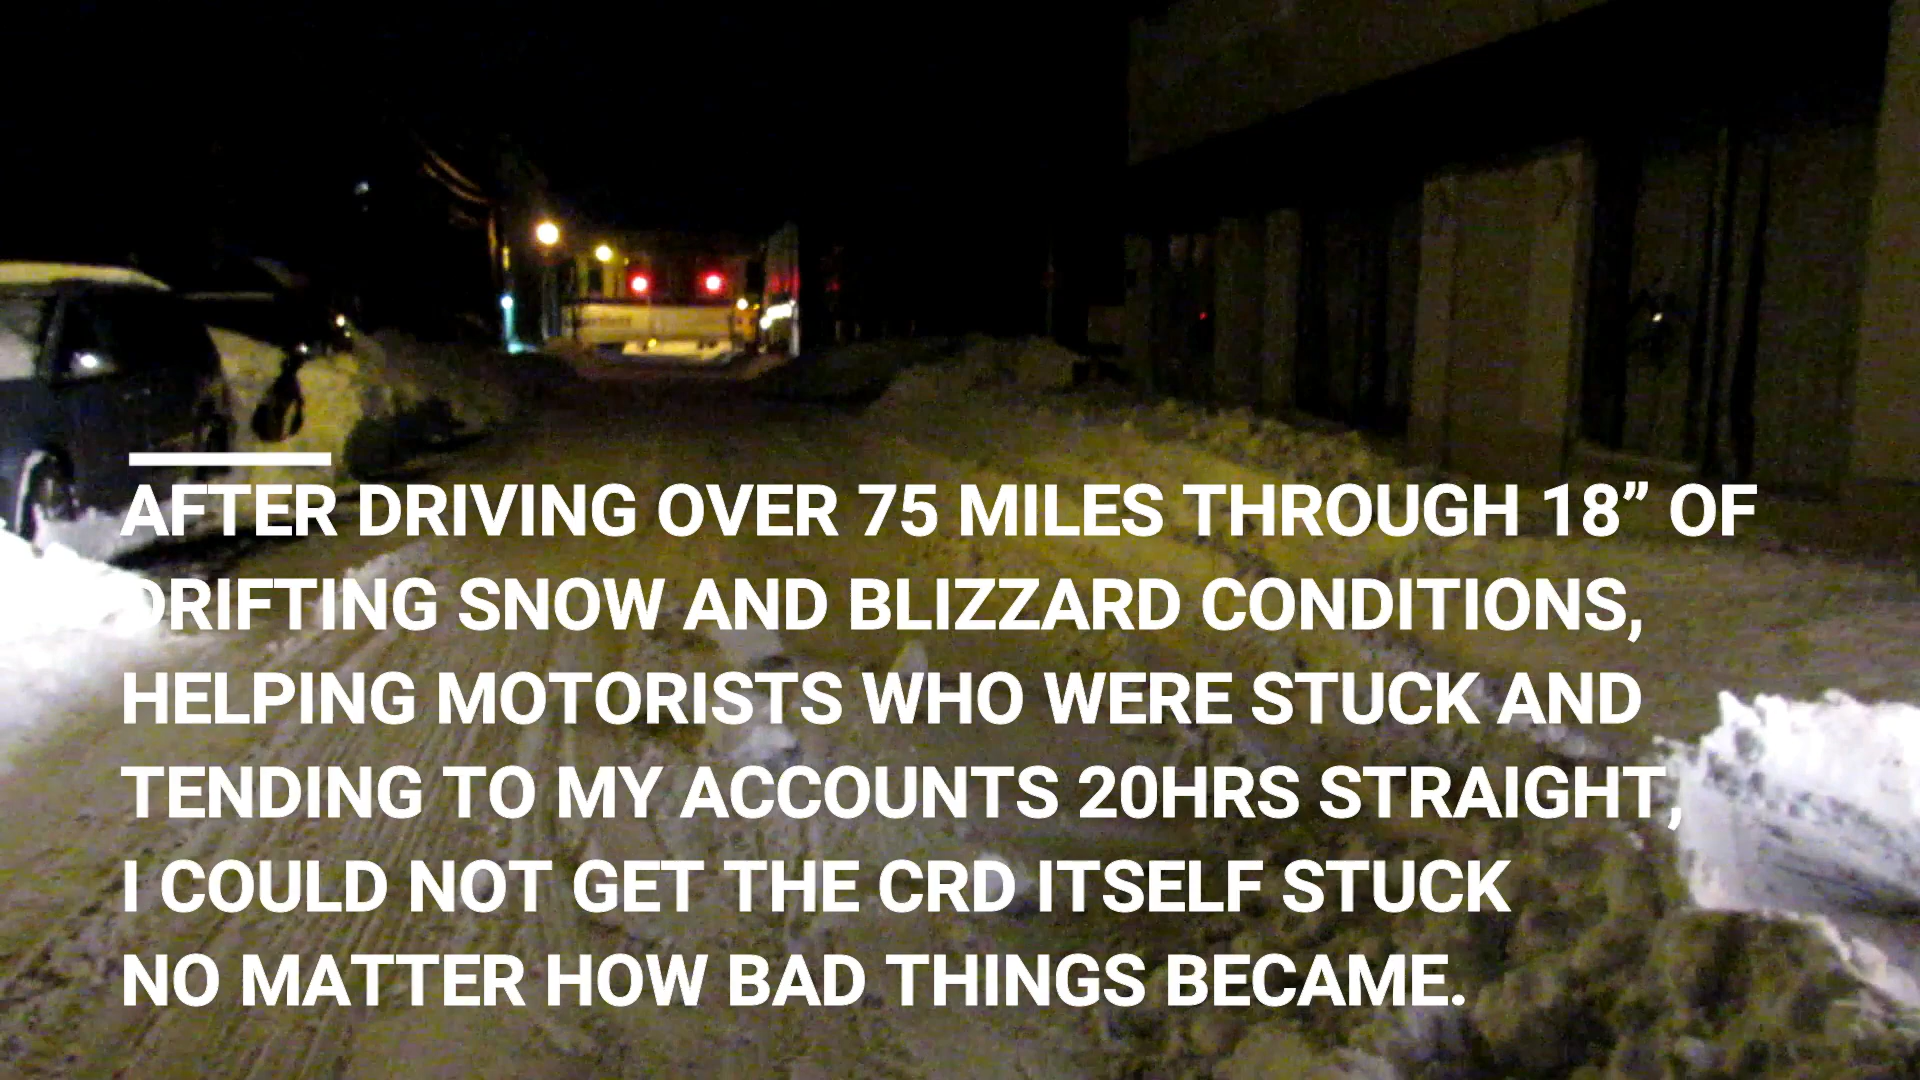 AFTER DRIVING OVER 75 MILES THROUGH 18” OF
DRIFTING SNOW AND BLIZZARD CONDITIONS,
HELPING MOTORISTS WHO WERE STUCK AND
TENDING TO MY ACCOUNTS 20HRS STRAIGHT,
I COULD NOT GET THE CRD ITSELF STUCK
NO MATTER HOW BAD THINGS BECAME.